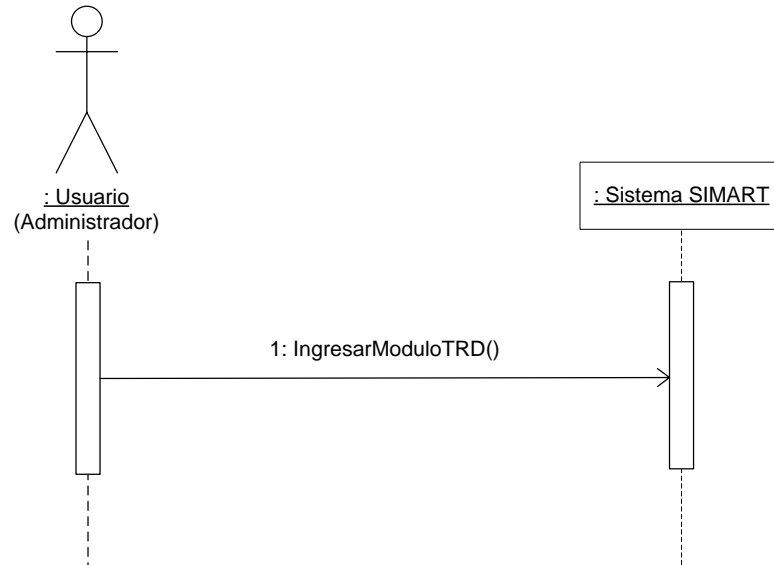 : Usuario
(Administrador)
: Sistema SIMART
1: IngresarModuloTRD()